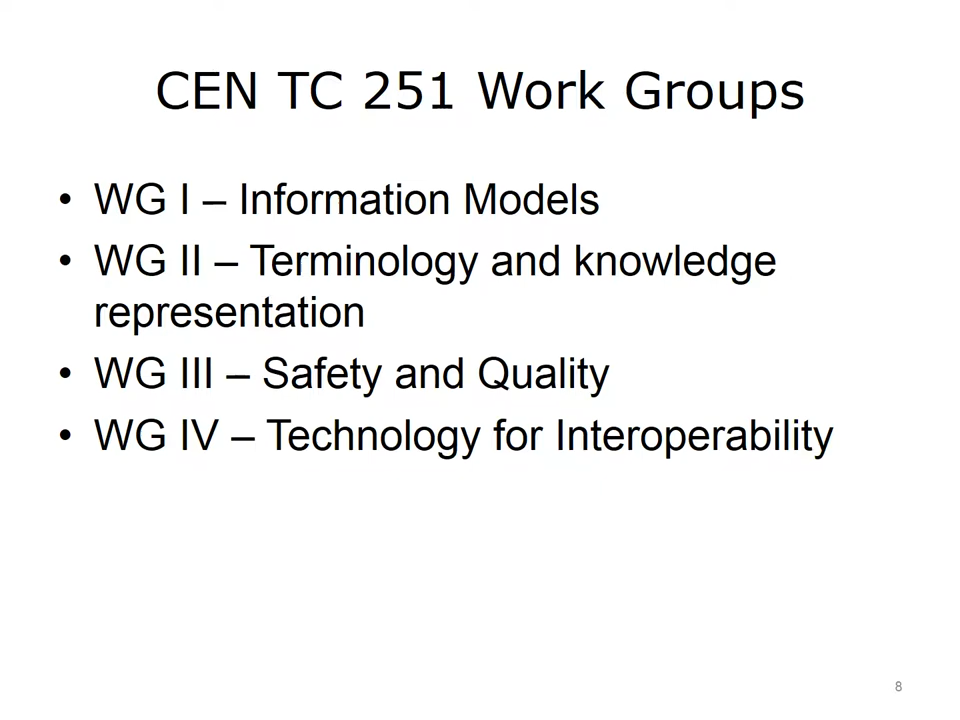 CEN TC 251 Work Groups
• WG I – Information Models
• WG II – Terminology and knowledge
representation
• WG III – Safety and Quality
• WG IV – Technology for Interoperability
8